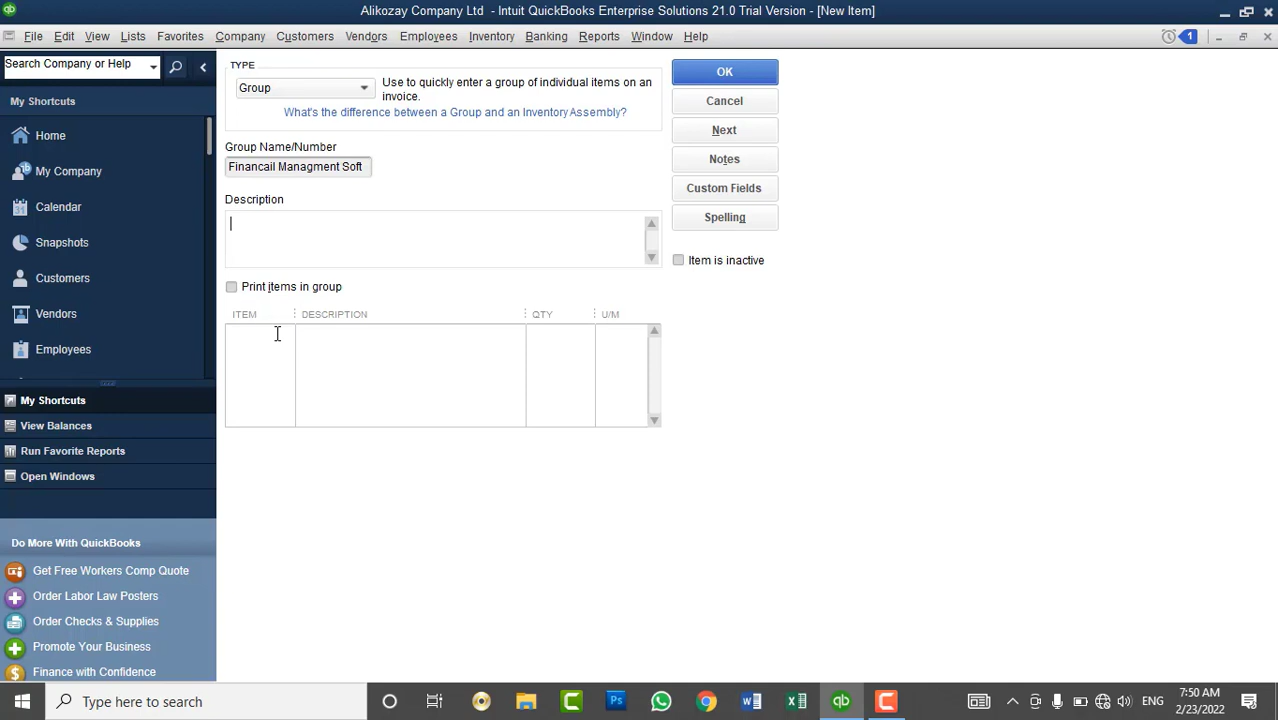 Alikozay Company Ltd - Intuit QuickBooks Enterprise Solutions 21.0 Trial Version - [New Item]
File Edit View Lists Favorites Company Customers Vendors Employees Inventory Banking Reports Window Help 1
Search Company or Help
My Shortcuts
Home
My Company
Calendar
Snapshots
Customers
Vendors
Employees
My Shortcuts
View Balances
Run Favorite Reports
Open Windows
Do More With QuickBooks
Get Free Workers Comp Quote
Order Labor Law Posters
Order Checks & Supplies
Promote Your Business
Finance with Confidence
TYPE
Group
Use to quickly enter a group of individual items on an
invoice.
What's the difference between a Group and an Inventory Assembly?
Group Name/Number
Financail Managment Soft
Description
Print items in group
ITEM DESCRIPTION QTY U/M
OK
Cancel
Next
Notes
Custom Fields
Spelling
Item is inactive
Type here to search
ENG
7:50 AM
2/23/2022